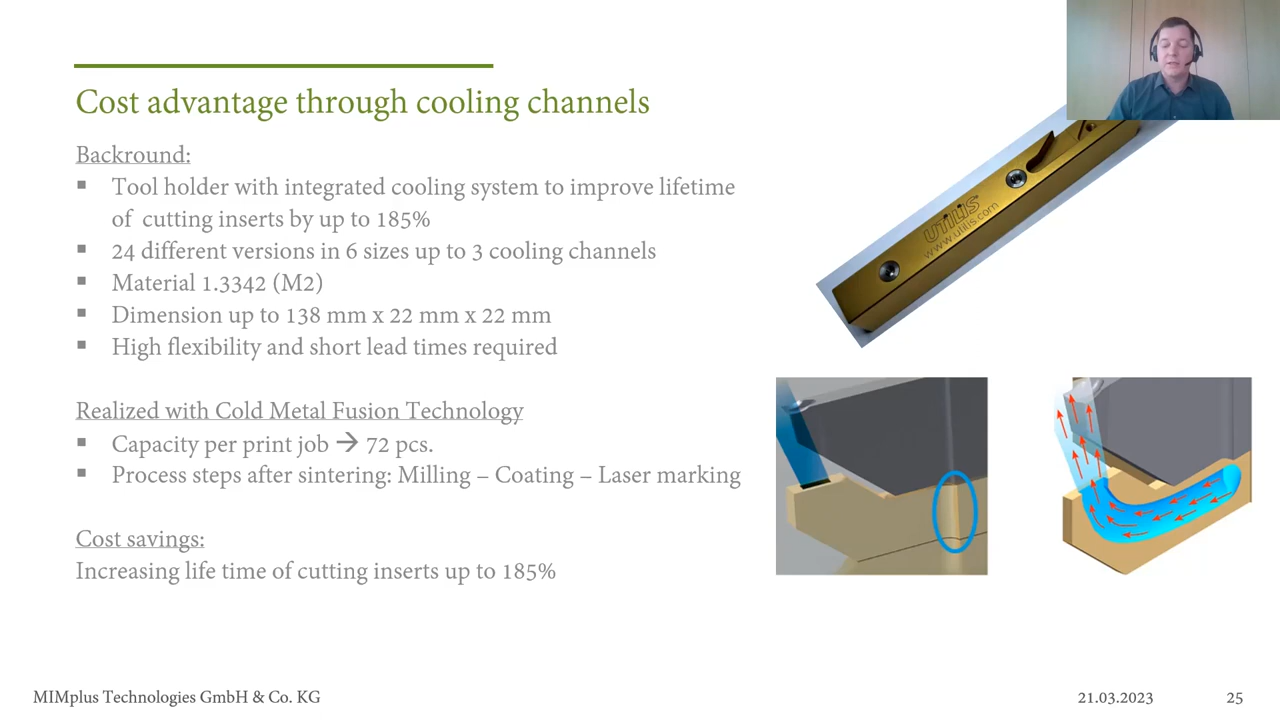 Cost advantage through cooling channels
Backround:
▪ Tool holder with integrated cooling system to improve lifetime
of cutting inserts by up to 185%
▪ 24 different versions in 6 sizes up to 3 cooling channels
▪ Material 1.3342 (M2)
▪ Dimension up to 138 mm x 22 mm x 22 mm
▪ High flexibility and short lead times required
Realized with Cold Metal Fusion Technology
▪ Capacity per print job → 72 pcs.
▪ Process steps after sintering: Milling – Coating – Laser marking
Cost savings:
Increasing life time of cutting inserts up to 185%
UTILIS
www.utilis.com
MIMplus Technologies GmbH & Co. KG
21.03.2023
25